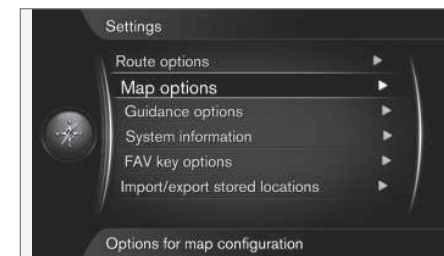 Settings
Route options
Map options
Guidance options
System information
FAV key options
Import/export stored locations
Options for map configuration